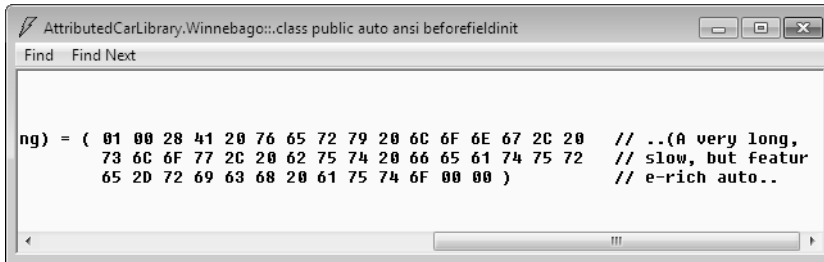 AttributedCarLibrary.Winnebago::.class public auto ansi beforefieldinit
Find Find Next
ng) = ( 01 00 28 41 20 76 65 72 79 20 6C 6F 6E 67 2C 20 // ..(A very long,
73 6C 6F 77 2C 20 62 75 74 20 66 65 61 74 75 72 // slow, but featur
65 2D 72 69 63 68 20 61 75 74 6F 00 00 ) // e-rich auto..